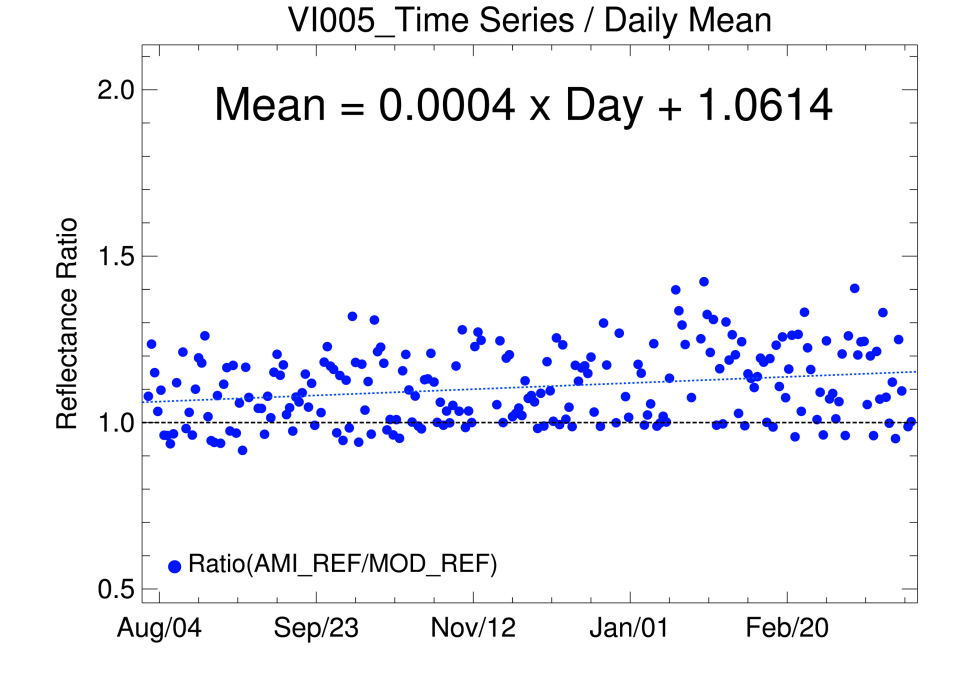 VI005_Time Series / Daily Mean
Mean = 0.0004 x Day + 1.0614
2.0
1.5
1.0
0.5
Reflectance Ratio
Ratio(AMI_REF/MOD_REF)
Aug/04 Sep/23 Nov/12 Jan/01 Feb/20